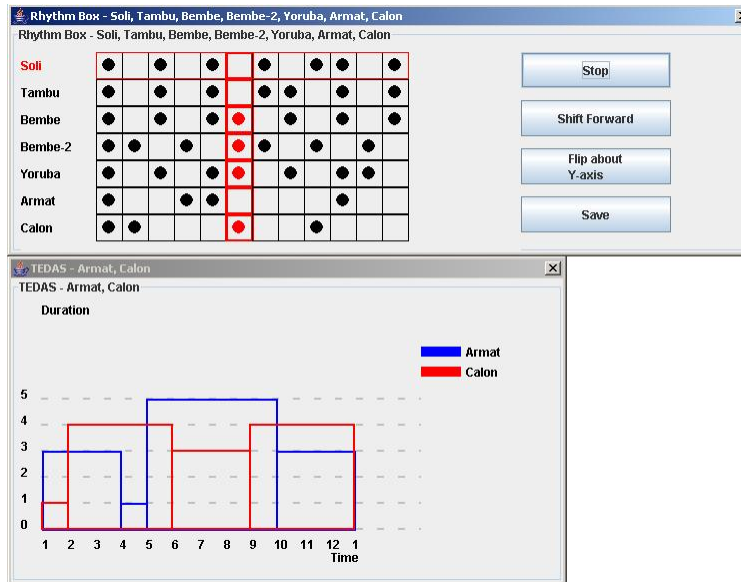 Rhythm Box - Soli, Tambu, Bembe, Bembe-2, Yoruba, Armat, Calon
Rhythm Box - Soli, Tambu, Bembe, Bembe-2, Yoruba, Armat, Calon
Soli
Tambu
Bembe
Bembe-2
Yoruba
Armat
Calon
Stop
Shift Forward
Flip about
Y-axis
Save
TEDAS - Armat, Calon
TEDAS - Armat, Calon
Duration
Armat
Calon
5
4
3
2
1
0
1 2 3 4 5 6 7 8 9 10 11 12 1
Time